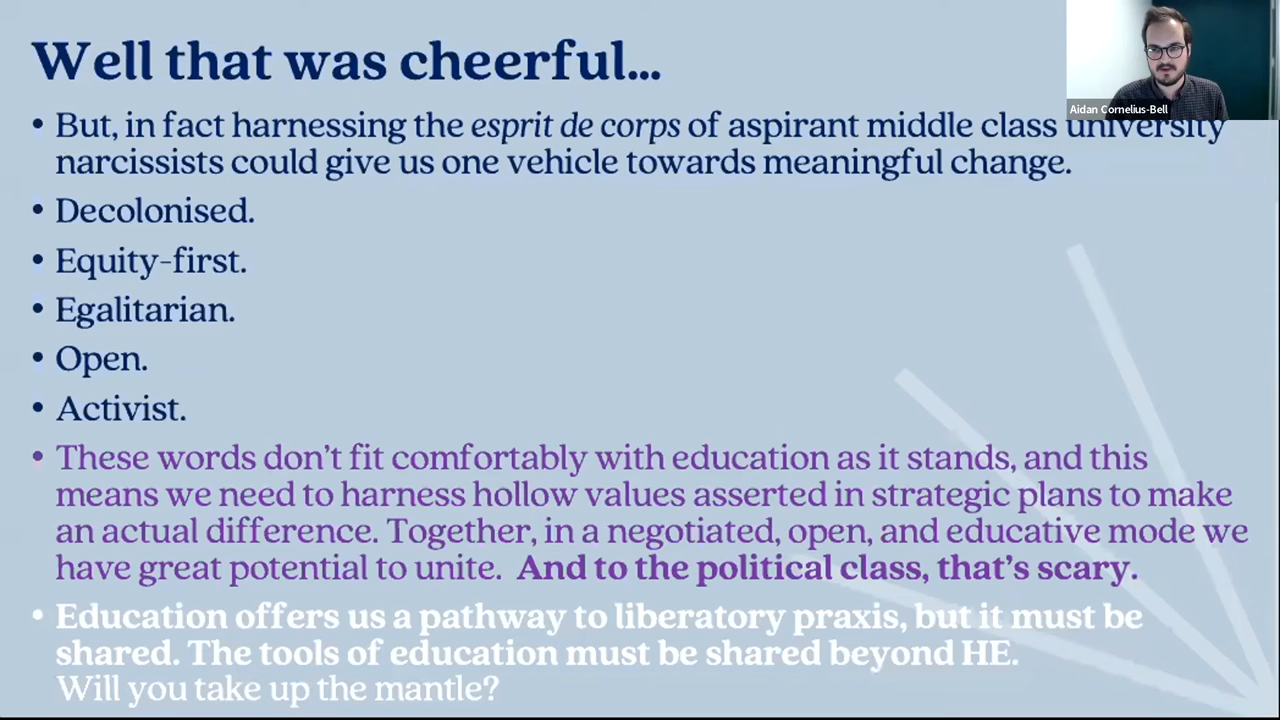 Well that was cheerful...
Aidan Cornelius-Bell
• But, in fact harnessing the esprit de corps of aspirant middle class university
narcissists could give us one vehicle towards meaningful change.
• Decolonised.
• Equity-first.
• Egalitarian.
• Open.
• Activist.
• These words don't fit comfortably with education as it stands, and this
means we need to harness hollow values asserted in strategic plans to make
an actual difference. Together, in a negotiated, open, and educative mode we
have great potential to unite. And to the political class, that's scary.
• Education offers us a pathway to liberatory praxis, but it must be
shared. The tools of education must be shared beyond HE.
Will you take up the mantle?